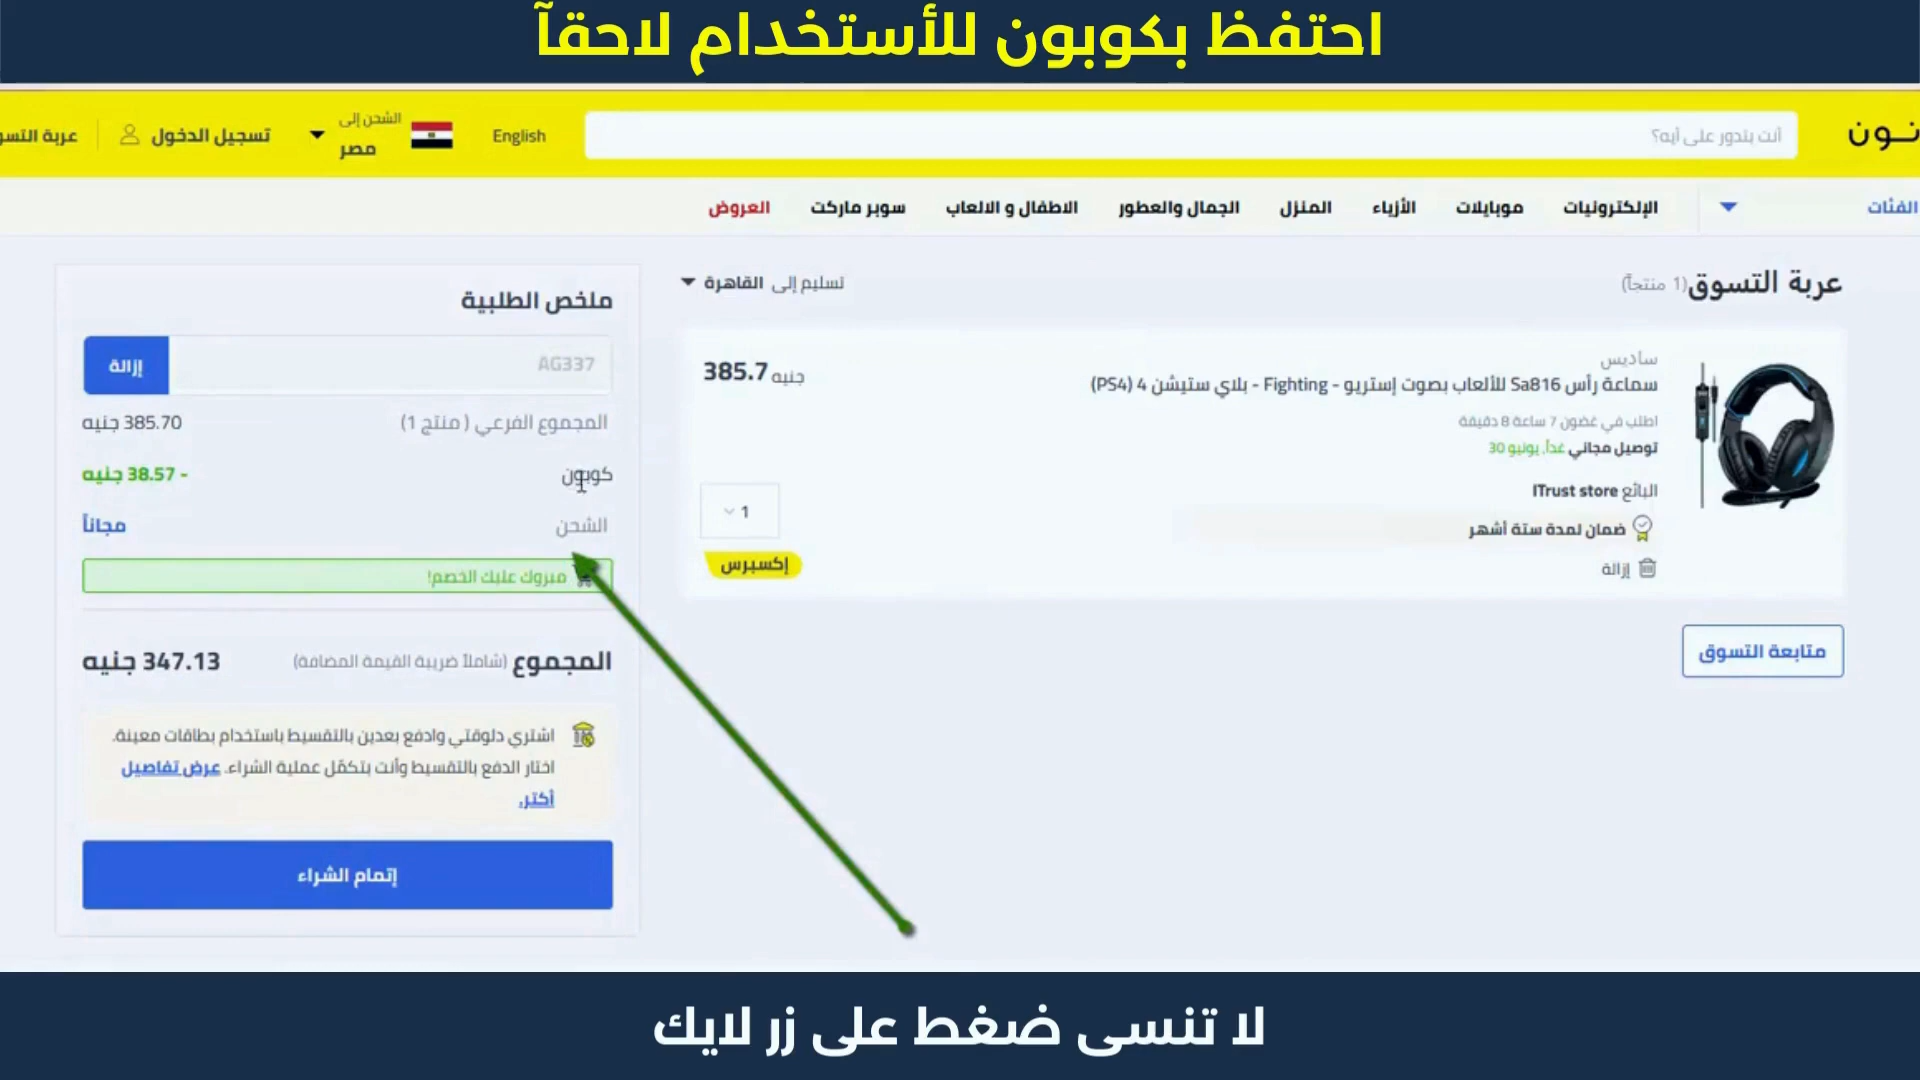 احتفظ بكوبون للأستخدام لاحقآ
نـون
أنت بتدور على أيه؟
English
الشحن إلى
مصر
تسجيل الدخول
عربة التسو
الفئات
الإلكترونيات
موبايلات
الأزياء
المنزل
الجمال والعطور
الاطفال و الالعاب
سوبر ماركت
العروض
عربة التسوق (1 منتجاً)
تسليم إلى القاهرة
ساديس
سماعة رأس Sa816 للألعاب بصوت إستريو - Fighting - بلاي ستيشن 4 (PS4)
جنيه 385.7
اطلب في غضون 7 ساعة 8 دقيقة
توصيل مجاني غداً, يونيو 30
البائع ITrust store
ضمان لمدة ستة أشهر
إزالة
1
إكسبرس
متابعة التسوق
ملخص الطلبية
AG337
إزالة
المجموع الفرعي ( منتج 1) 385.70 جنيه
كوبون - 38.57 جنيه
الشحن مجاناً
مبروك عليك الخصم!
المجموع (شاملاً ضريبة القيمة المضافة) 347.13 جنيه
اشتري دلوقتي وادفع بعدين بالتقسيط باستخدام بطاقات معينة.
اختار الدفع بالتقسيط وأنت بتكمّل عملية الشراء. عرض تفاصيل
أكتر.
إتمام الشراء
لا تنسى ضغط على زر لايك